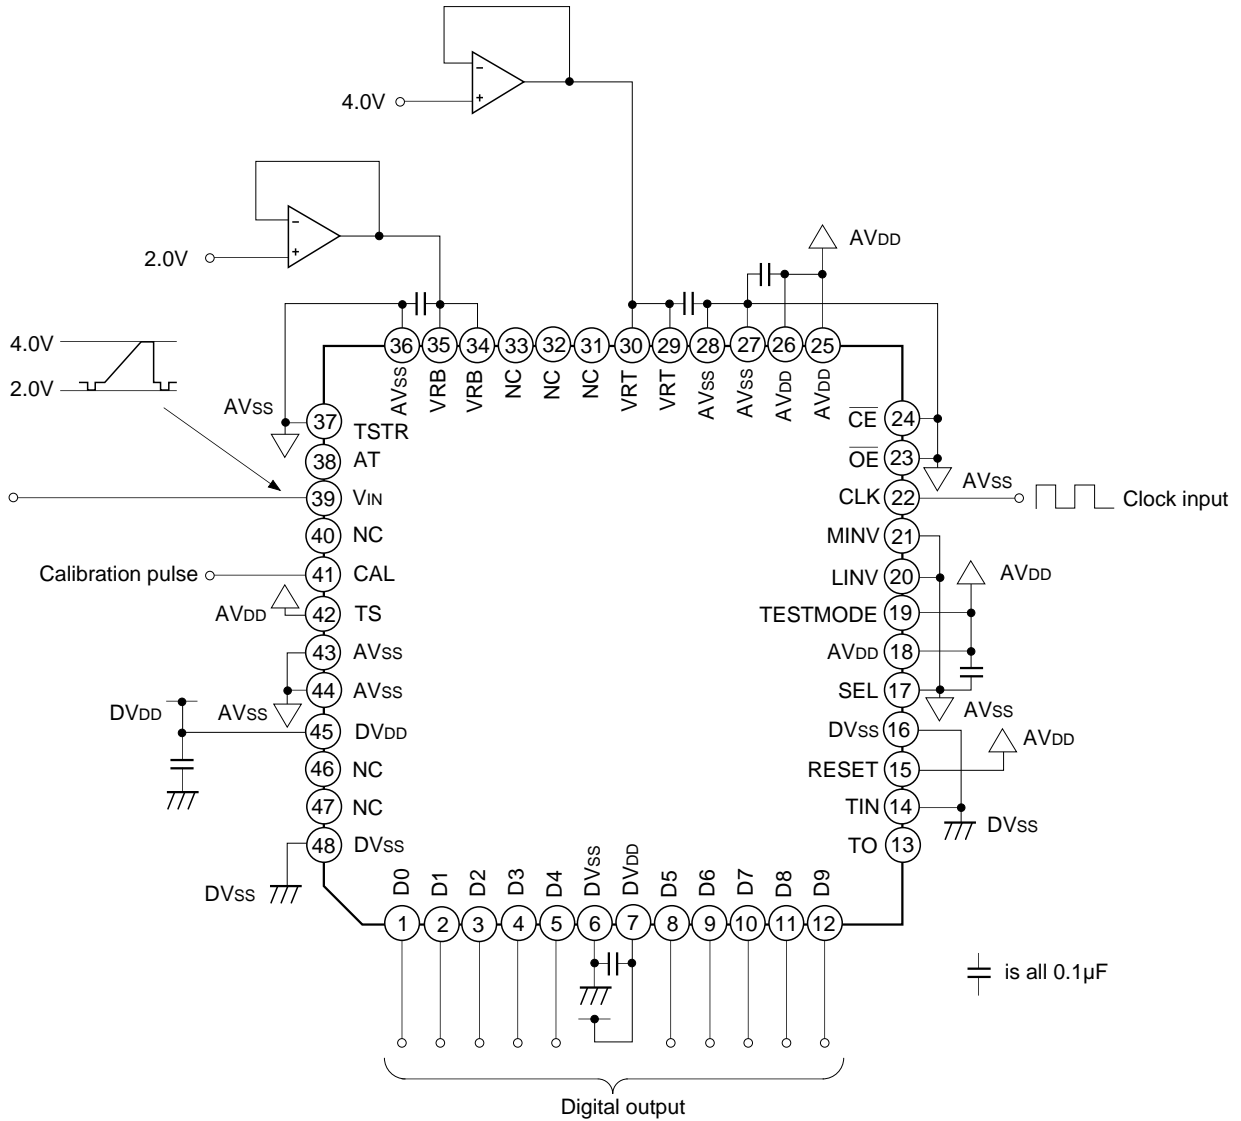 4.0V
-
+
2.0V
-
+
AVDD
4.0V
2.0V
36 35 34 33 32 31 30 29 28 27 26 25
AVSS VRB VRB NC NC NC VRT VRT AVSS AVSS AVDD AVDD
AVSS
37 TSTR
38 AT
39 VIN
40 NC
Calibration pulse 41 CAL
AVDD 42 TS
43 AVSS
AVSS 44 AVSS
DVDD 45 DVDD
46 NC
47 NC
48 DVSS
DVSS
CE 24
OE 23
AVSS
CLK 22 Clock input
MINV 21
LINV 20 AVDD
TESTMODE 19
AVDD 18
SEL 17
AVSS
DVSS 16
AVDD
RESET 15
TIN 14
DVSS
TO 13
D0 D1 D2 D3 D4 DVSS DVDD D5 D6 D7 D8 D9
1 2 3 4 5 6 7 8 9 10 11 12
is all 0.1µF
Digital output